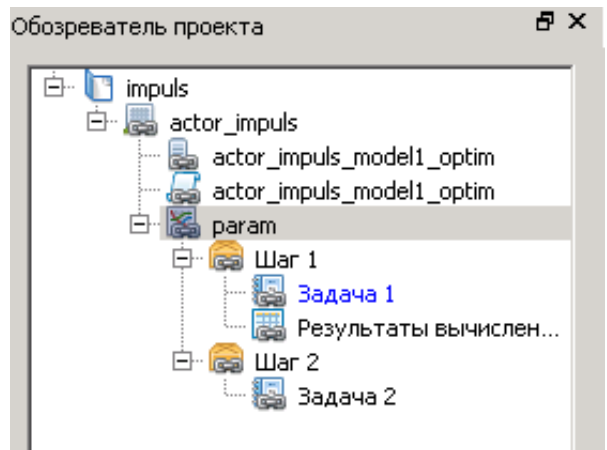 Обозреватель проекта
impuls
actor_impuls
actor_impuls_model1_optim
actor_impuls_model1_optim
param
Шаг 1
Задача 1
Результаты вычислен...
Шаг 2
Задача 2